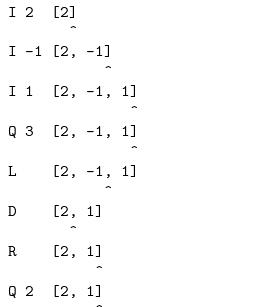 I 2  [2]
       ^
I -1 [2, -1]
           ^
I 1  [2, -1, 1]
              ^
Q 3  [2, -1, 1]
              ^
L    [2, -1, 1]
           ^
D    [2, 1]
       ^
R    [2, 1]
          ^
Q 2  [2, 1]
          ^